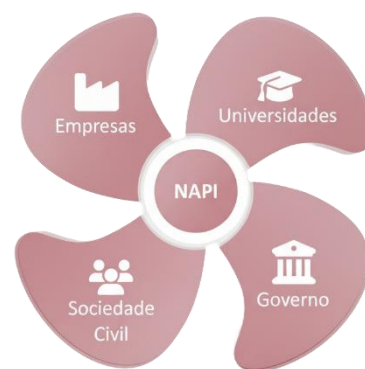 Empresas
Universidades
NAPI
Sociedade
Civil
Governo